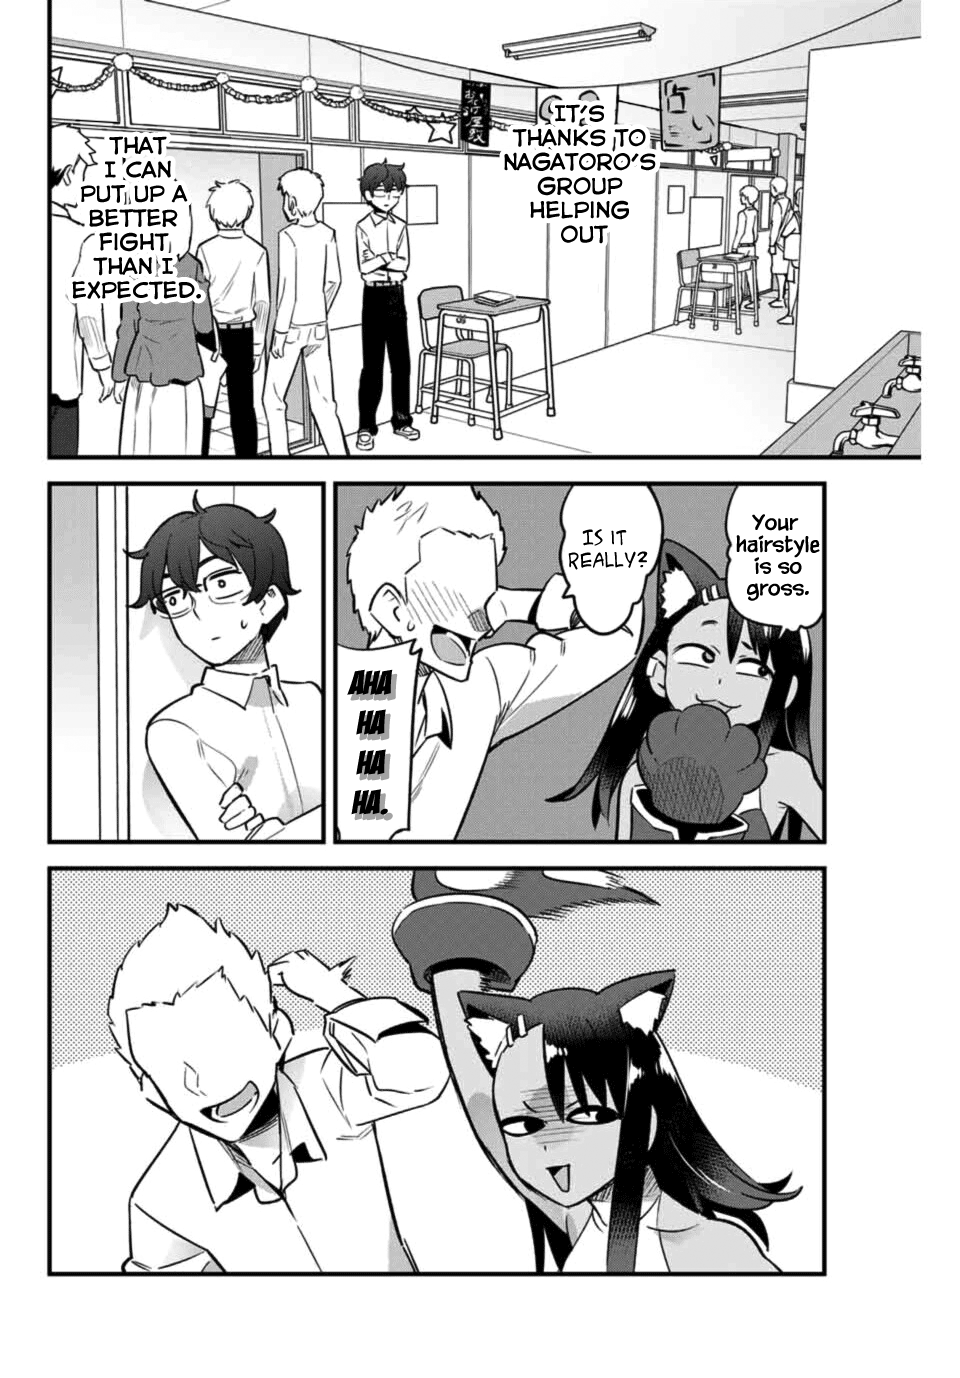 IT'S
THANKS TO
NAGATORO'S
GROUP
HELPING
OUT
THAT
I CAN
PUT UP A
BETTER
FIGHT
THAN I
EXPECTED.
Your
hairstyle
is so
gross.
IS IT
REALLY?
AHA
HA
HA
HA.